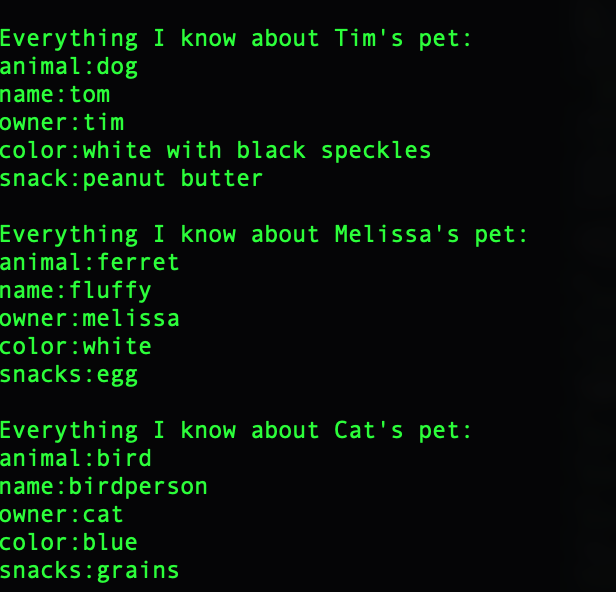 Everything I know about Tim's pet:
animal:dog
name:tom
owner:tim
color:white with black speckles
snack:peanut butter
Everything I know about Melissa's pet:
animal:ferret
name:fluffy
owner:melissa
color:white
snacks:egg
Everything I know about Cat's pet:
animal:bird
name:birdperson
owner:cat
color:blue
snacks:grains